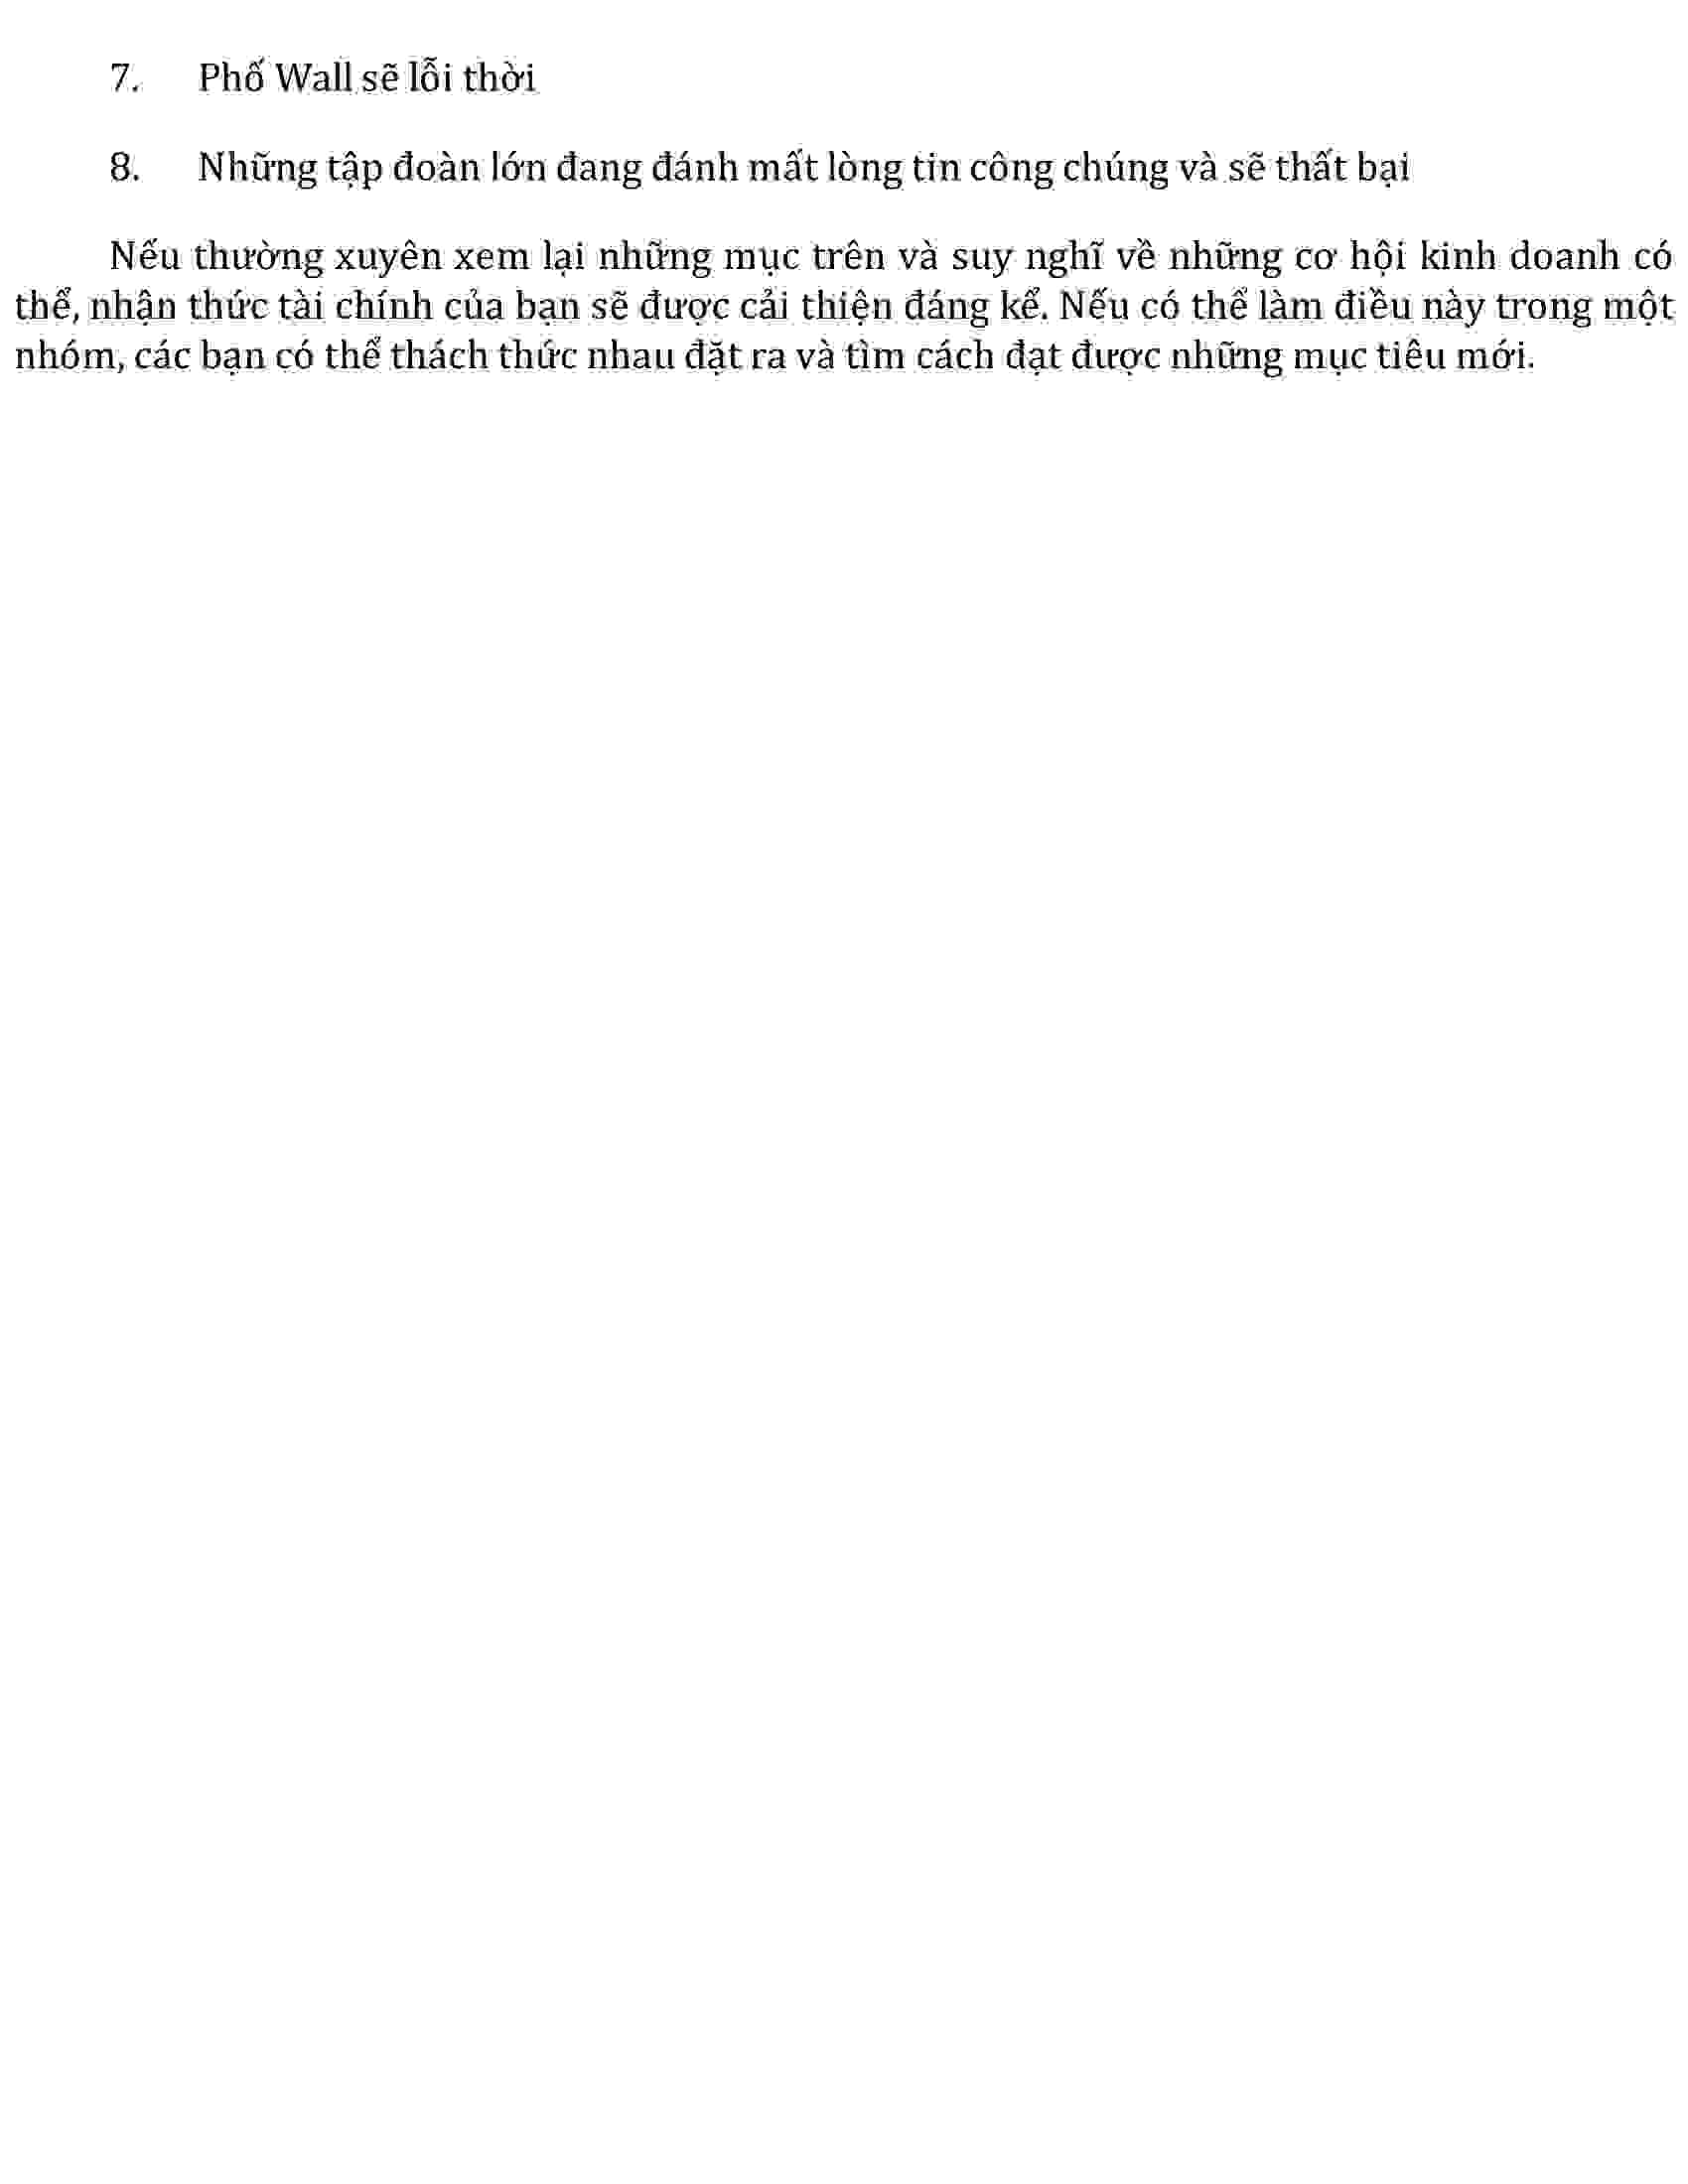 7. Phố Wall sẽ lỗi thời
8. Những tập đoàn lớn đang đánh mất lòng tin công chúng và sẽ thất bại
Nếu thường xuyên xem lại những mục trên và suy nghĩ về những cơ hội kinh doanh có
thể, nhận thức tài chính của bạn sẽ được cải thiện đáng kể. Nếu có thể làm điều này trong một
nhóm, các bạn có thể thách thức nhau đặt ra và tìm cách đạt được những mục tiêu mới.